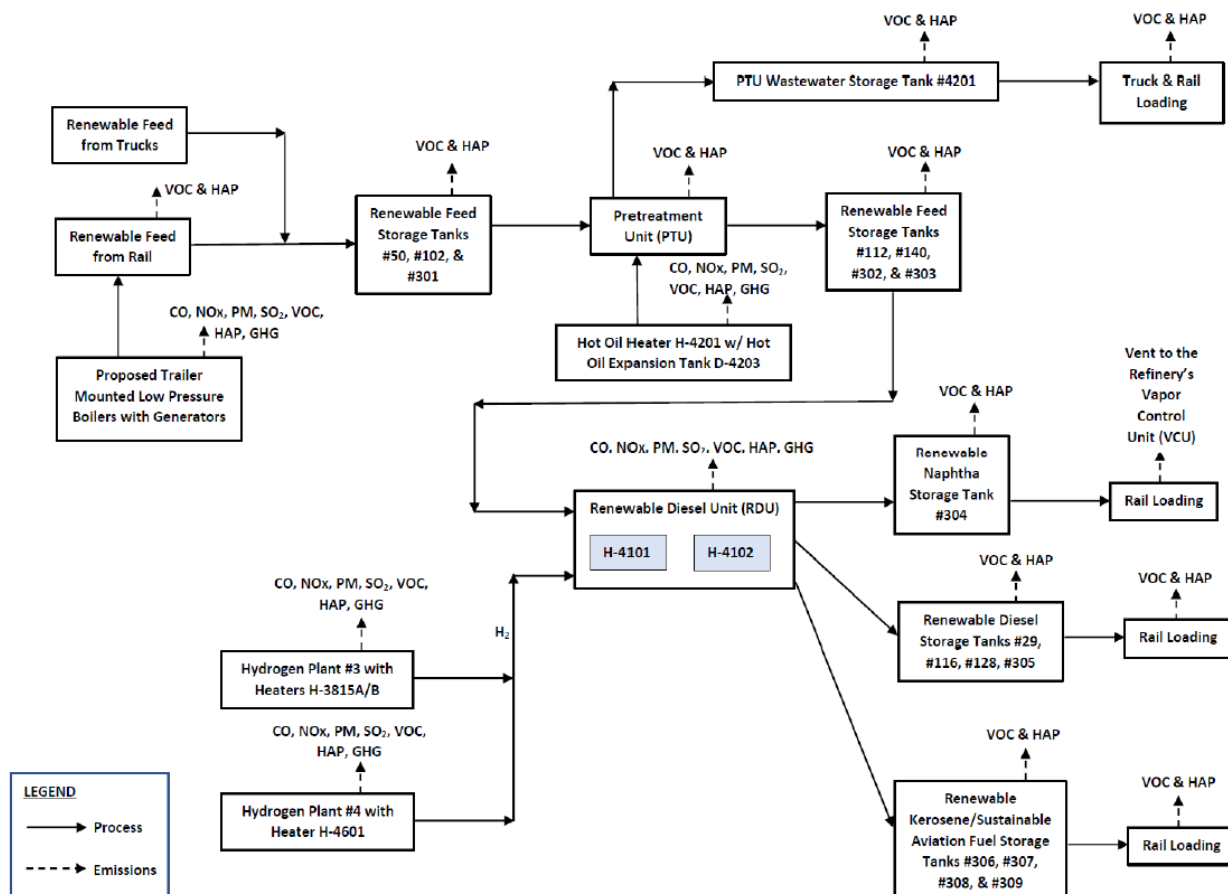 VOC & HAP
VOC & HAP
PTU Wastewater Storage Tank #4201
Truck & Rail
Loading
Renewable Feed
from Trucks
VOC & HAP
VOC & HAP
VOC & HAP
VOC & HAP
Renewable Feed
from Rail
Renewable Feed
Storage Tanks
#50, #102, &
#301
Pretreatment
Unit (PTU)
Renewable Feed
Storage Tanks
#112, #140,
#302, & #303
CO, NOx, PM, SO₂, VOC,
HAP, GHG
CO, NOx, PM, SO₂,
VOC, HAP, GHG
Proposed Trailer
Mounted Low Pressure
Boilers with Generators
Hot Oil Heater H-4201 w/ Hot
Oil Expansion Tank D-4203
Vent to the
Refinery's
Vapor
Control
Unit (VCU)
VOC & HAP
Renewable
Naphtha
Storage Tank
#304
Rail Loading
CO, NOx, PM, SO₂, VOC, HAP, GHG
Renewable Diesel Unit (RDU)
H-4101
H-4102
VOC & HAP
VOC & HAP
Renewable Diesel
Storage Tanks #29,
#116, #128, #305
Rail Loading
CO, NOx, PM, SO₂, VOC,
HAP, GHG
H₂
Hydrogen Plant #3 with
Heaters H-3815A/B
CO, NOx, PM, SO₂, VOC,
HAP, GHG
Hydrogen Plant #4 with
Heater H-4601
VOC & HAP
VOC & HAP
Renewable
Kerosene/Sustainable
Aviation Fuel Storage
Tanks #306, #307,
#308, & #309
Rail Loading
LEGEND
Process
Emissions